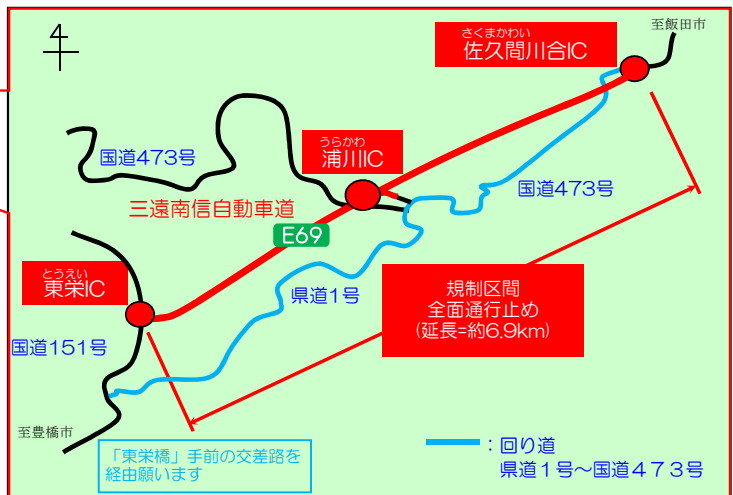 至飯田市
さくまかわい
佐久間川合IC
うらかわ
浦川IC
国道473号
国道473号
三遠南信自動車道
E69
とうえい
東栄IC
県道1号
規制区間
全面通行止め
(延長=約6.9km)
国道151号
至豊橋市
「東栄橋」手前の交差路を
経由願います
：回り道
県道１号～国道４７３号